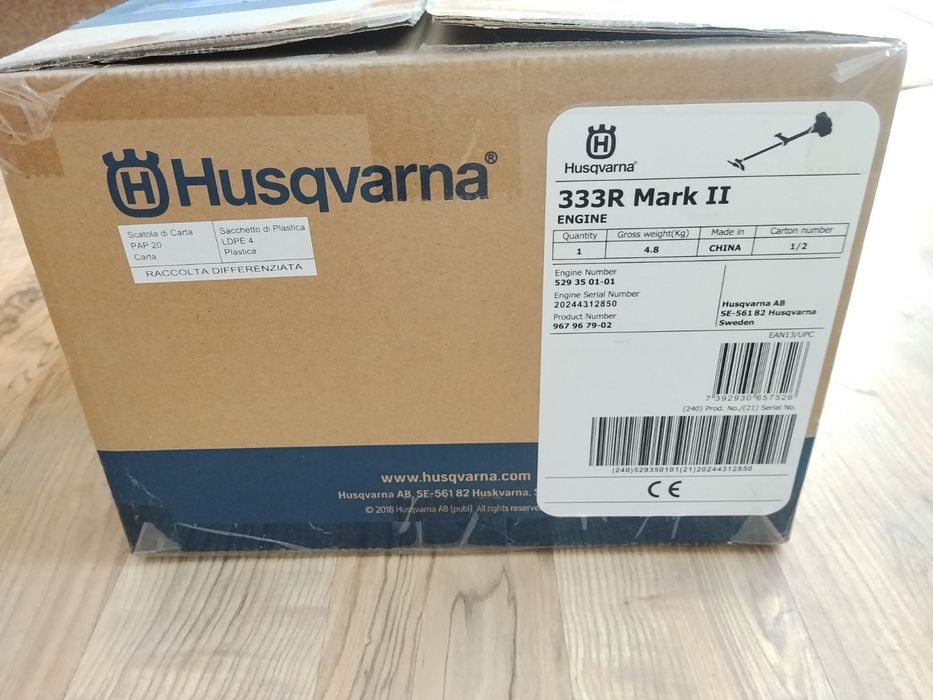 Husqvarna®
Scatola di Carta
PAP 20
Carta
Sacchetto di Plastica
LDPE 4
Plastica
RACCOLTA DIFFERENZIATA
www.husqvarna.com
Husqvarna AB, SE-561 82 Huskvarna, S
© 2018 Husqvarna AB (publ). All rights reserve
H
Husqvarna®
333R Mark II
ENGINE
Quantity Gross weight(Kg) Made in Carton number
1 4.8 CHINA 1/2
Engine Number
529 35 01-01
Engine Serial Number
20244312850
Product Number
967 96 79-02
Husqvarna AB
SE-561 82 Husqvarna
Sweden
EAN13/UPC
7 392930 657526
(240) Prod. No./(21) Serial No.
(240)529350101(21)20244312850
CE